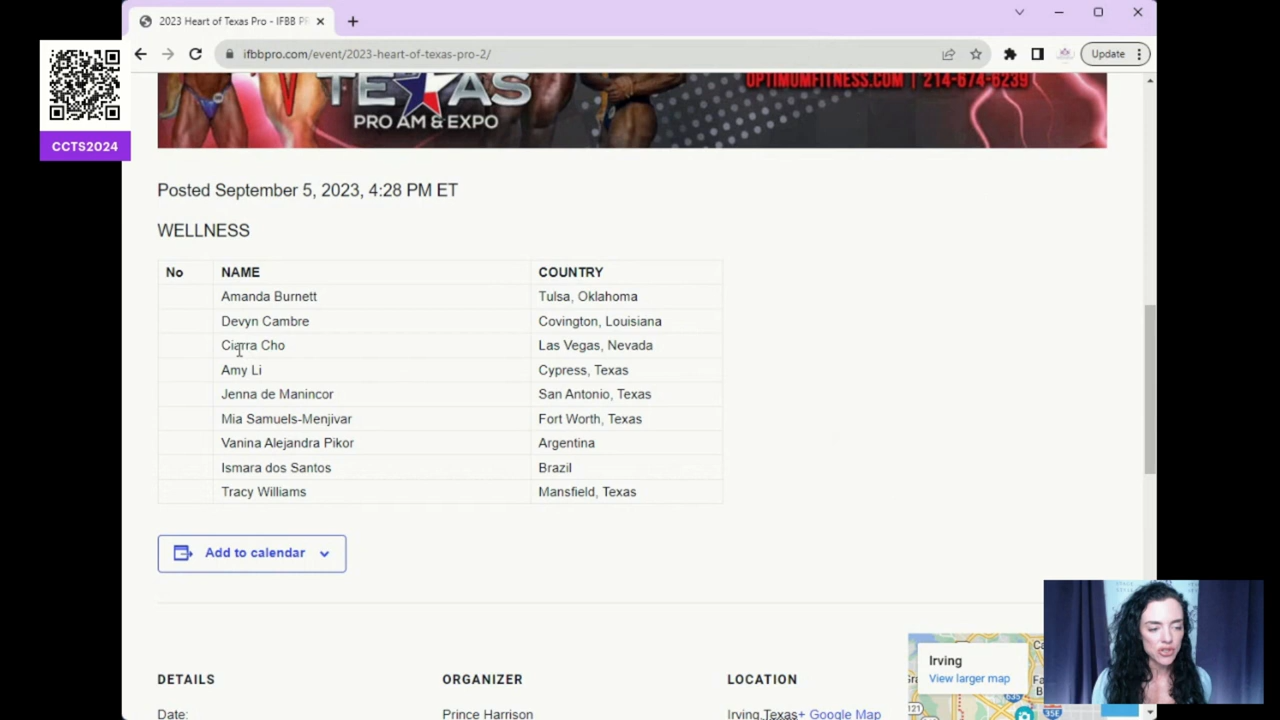 2023 Heart of Texas Pro - IFBB PR
ifbbpro.com/event/2023-heart-of-texas-pro-2/
Update
CCTS2024
TEXAS
PRO AM & EXPO
OPTIMUMFITNESS.COM | 214-674-6239
Posted September 5, 2023, 4:28 PM ET
WELLNESS
No NAME COUNTRY
Amanda Burnett Tulsa, Oklahoma
Devyn Cambre Covington, Louisiana
Ciarra Cho Las Vegas, Nevada
Amy Li Cypress, Texas
Jenna de Manincor San Antonio, Texas
Mia Samuels-Menjivar Fort Worth, Texas
Vanina Alejandra Pikor Argentina
Ismara dos Santos Brazil
Tracy Williams Mansfield, Texas
Add to calendar
DETAILS
Date:
ORGANIZER
Prince Harrison
LOCATION
Irving, Texas + Google Map
Irving
View larger map
121
35E